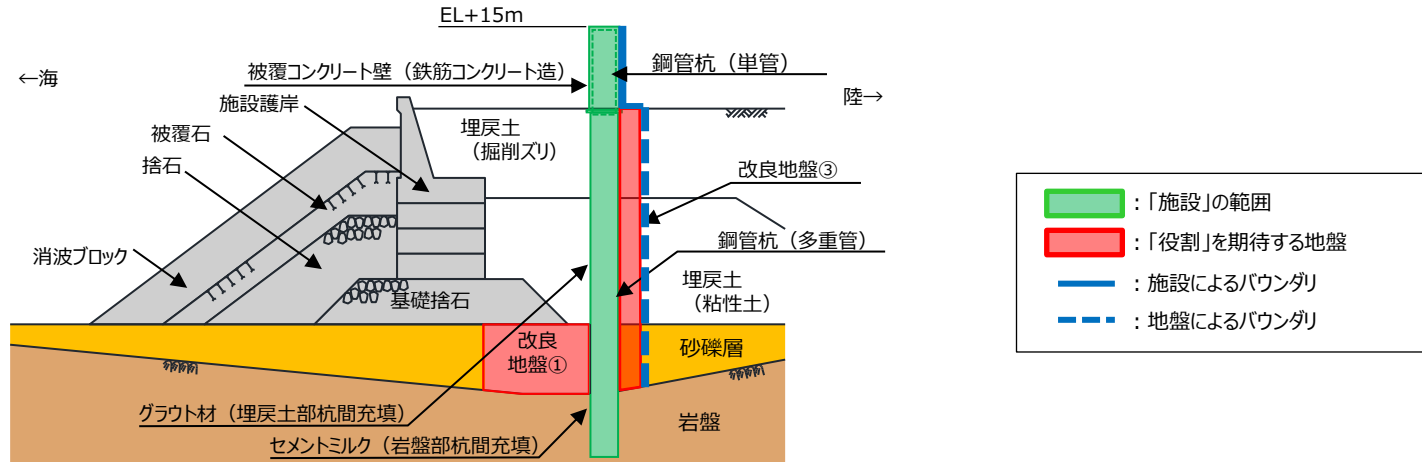 EL+15m
←海
陸→
被覆コンクリート壁（鉄筋コンクリート造）
鋼管杭（単管）
施設護岸
被覆石
捨石
埋戻土
（掘削ズリ）
改良地盤③
消波ブロック
鋼管杭（多重管）
基礎捨石
埋戻土
（粘性土）
改良
地盤①
砂礫層
グラウト材（埋戻土部杭間充填）
セメントミルク（岩盤部杭間充填）
岩盤
：「施設」の範囲
：「役割」を期待する地盤
：施設によるバウンダリ
：地盤によるバウンダリ